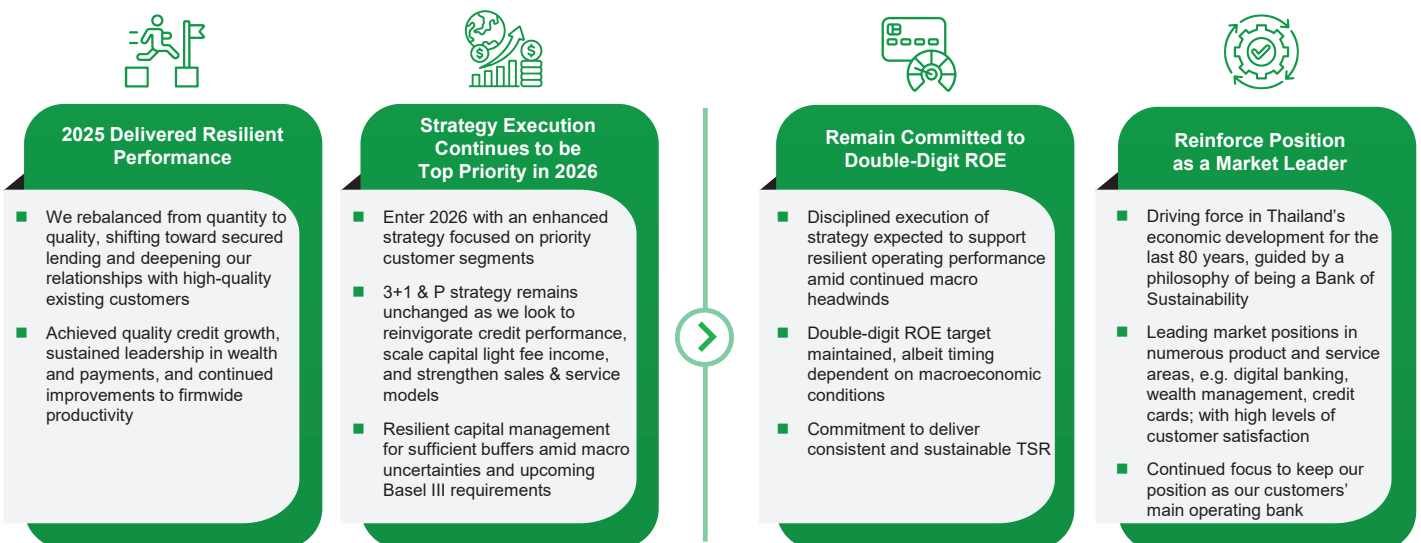 2025 Delivered Resilient
Performance
We rebalanced from quantity to
quality, shifting toward secured
lending and deepening our
relationships with high-quality
existing customers
Achieved quality credit growth,
sustained leadership in wealth
and payments, and continued
improvements to firmwide
productivity
Strategy Execution
Continues to be
Top Priority in 2026
Enter 2026 with an enhanced
strategy focused on priority
customer segments
3+1 & P strategy remains
unchanged as we look to
reinvigorate credit performance,
scale capital light fee income,
and strengthen sales & service
models
Resilient capital management
for sufficient buffers amid macro
uncertainties and upcoming
Basel III requirements
Remain Committed to
Double-Digit ROE
Disciplined execution of
strategy expected to support
resilient operating performance
amid continued macro
headwinds
Double-digit ROE target
maintained, albeit timing
dependent on macroeconomic
conditions
Commitment to deliver
consistent and sustainable TSR
Reinforce Position
as a Market Leader
Driving force in Thailand’s
economic development for the
last 80 years, guided by a
philosophy of being a Bank of
Sustainability
Leading market positions in
numerous product and service
areas, e.g. digital banking,
wealth management, credit
cards; with high levels of
customer satisfaction
Continued focus to keep our
position as our customers’
main operating bank